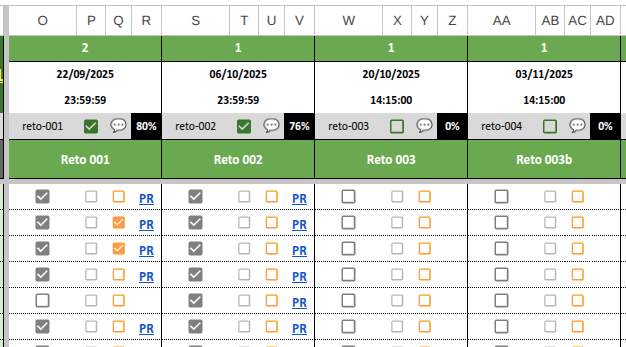 O P Q R S T U V W X Y Z AA AB AC AD
2 1 1 1
22/09/2025 06/10/2025 20/10/2025 03/11/2025
23:59:59 23:59:59 14:15:00 14:15:00
reto-001 80% reto-002 76% reto-003 0% reto-004 0%
Reto 001 Reto 002 Reto 003 Reto 003b
PR PR
PR PR
PR PR
PR PR
PR
PR PR